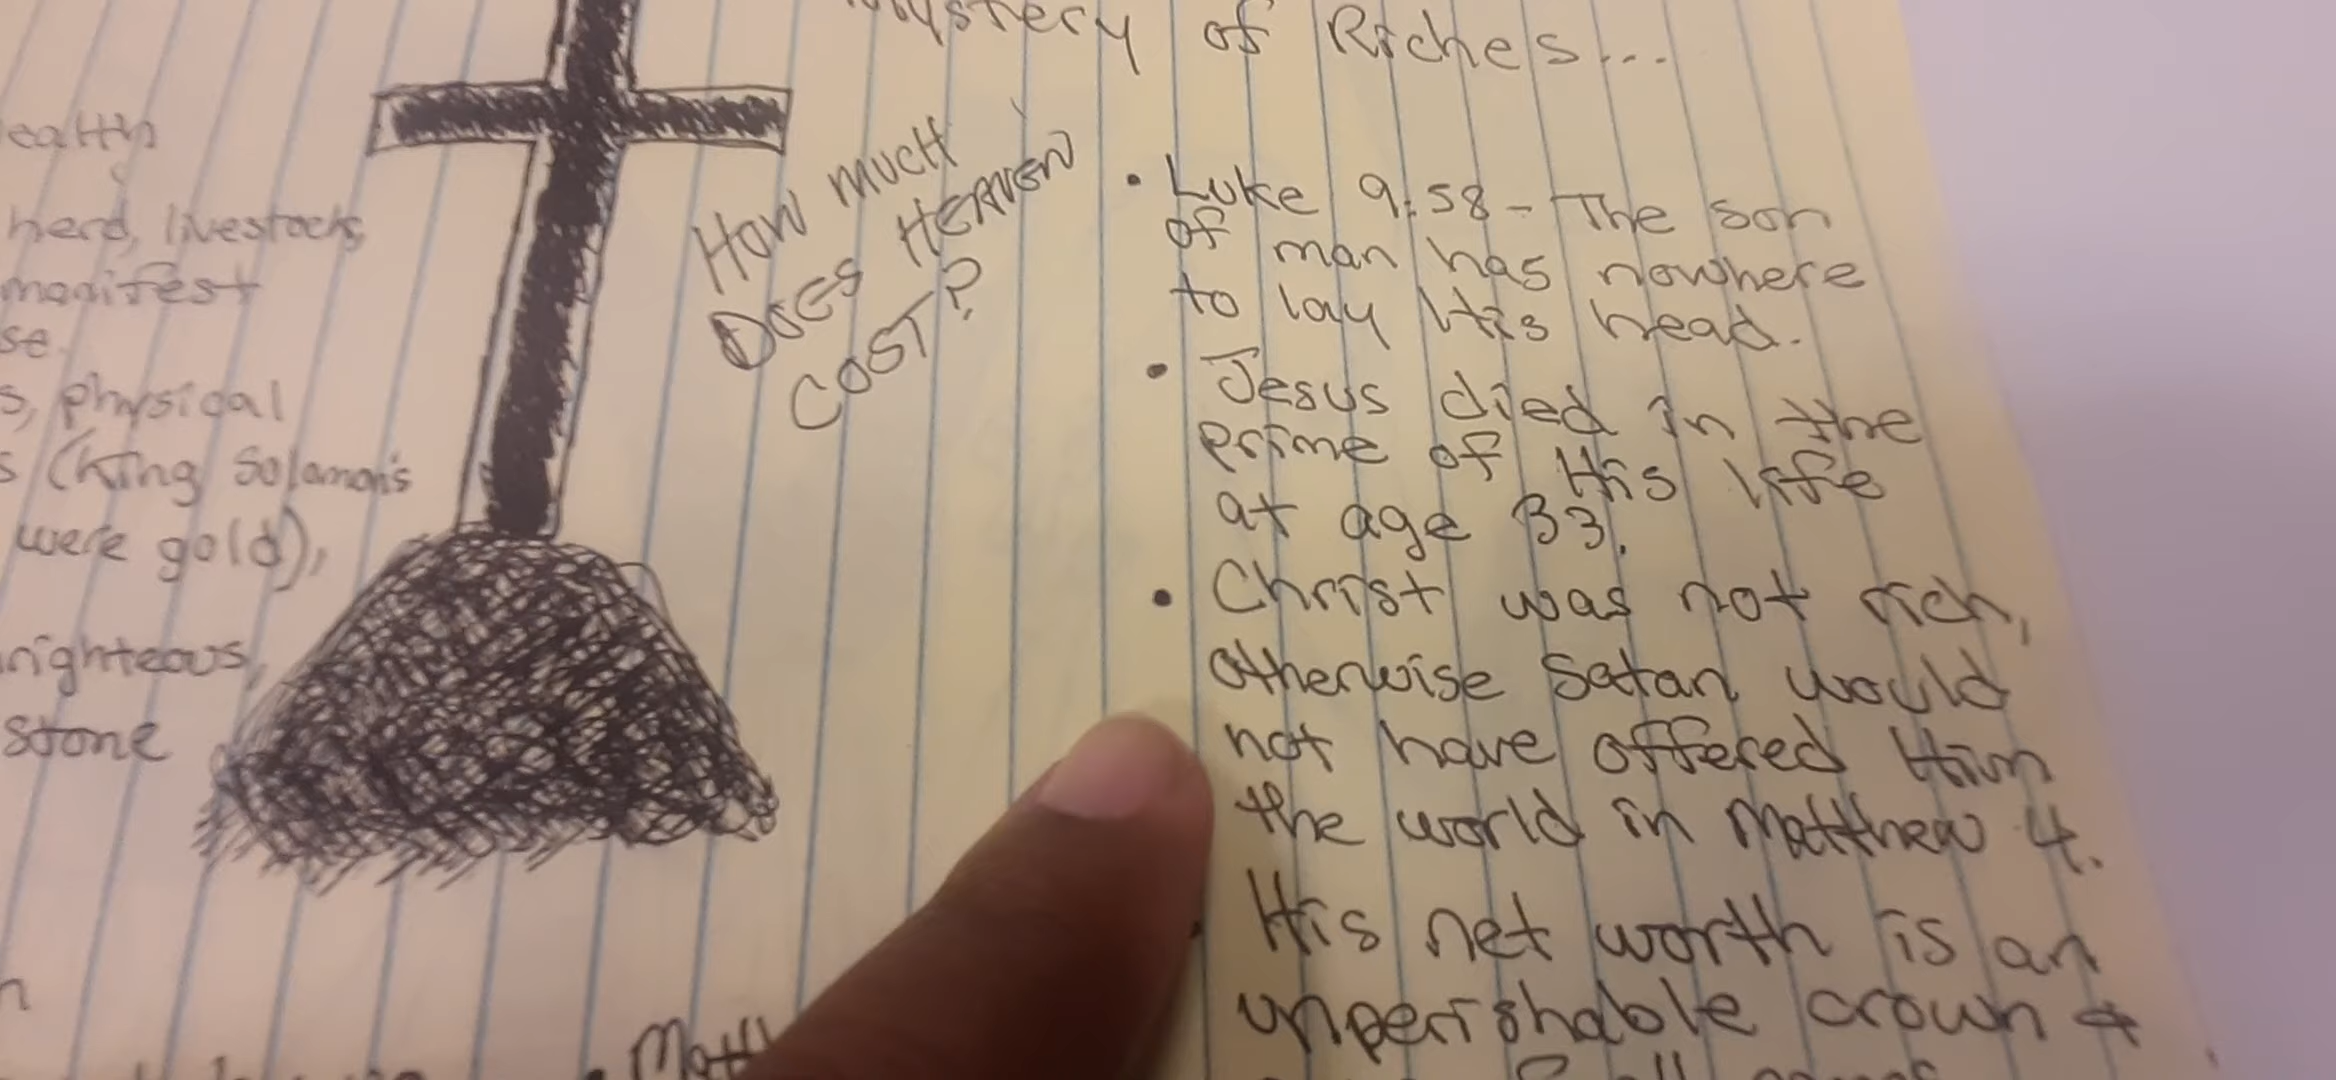 Mystery of Riches...
ealth
herd, livestocks,
manifest
se.
s, physical
s (King Solomon's
were gold),
righteous,
stone
n
HOW MUCH
DOES HEAVEN
COST?
• Luke 9:58 - The son
of man has nowhere
to lay His head.
• Jesus died in the
prime of His life
at age 33.
• Christ was not rich,
otherwise Satan would
not have offered Him
the world in Matthew 4.
• His net worth is an
unperishable crown &
• Matth